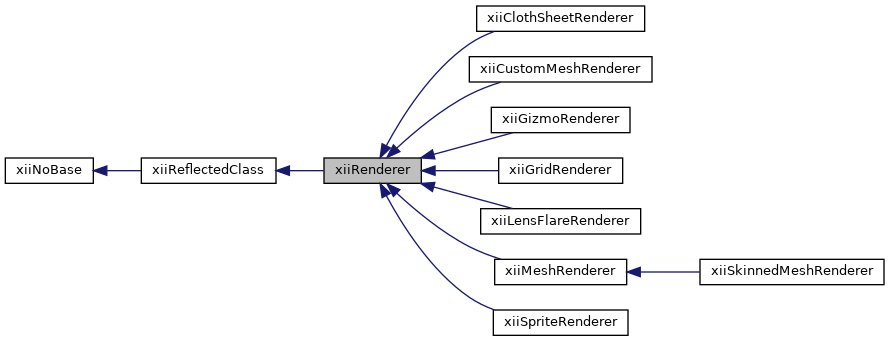 xiiClothSheetRenderer
xiiCustomMeshRenderer
xiiGizmoRenderer
xiiNoBase
xiiReflectedClass
xiiRenderer
xiiGridRenderer
xiiLensFlareRenderer
xiiMeshRenderer
xiiSkinnedMeshRenderer
xiiSpriteRenderer